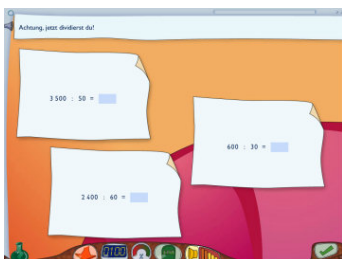 Achtung, jetzt dividierst du!
3 500 : 50 =
600 : 30 =
2 400 : 60 =
01:00